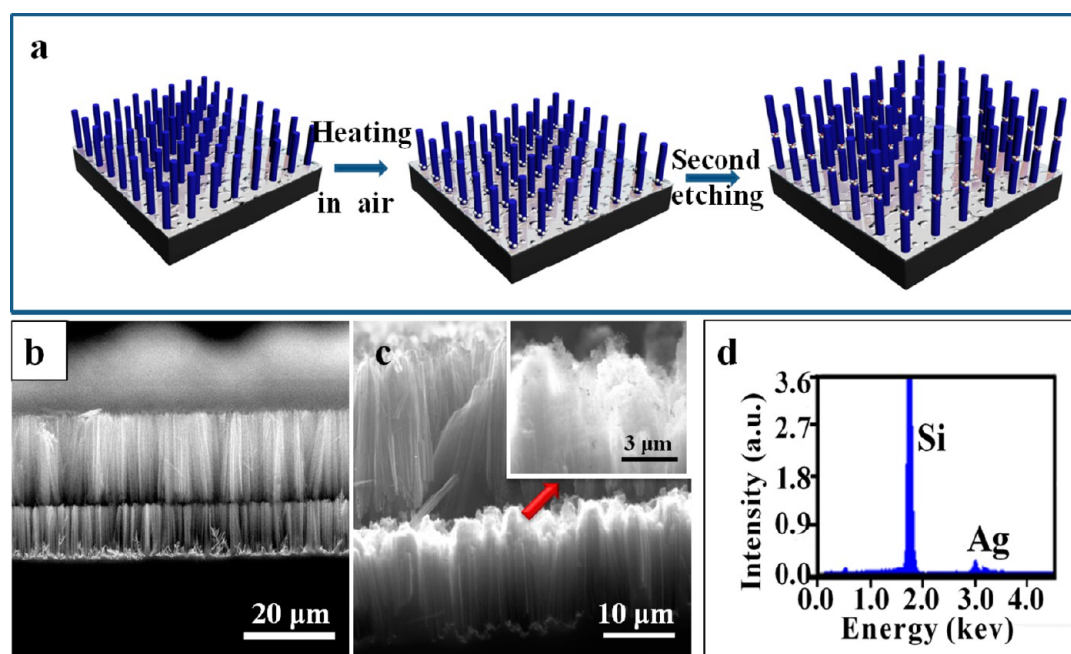 a
Heating
in air
Second
etching
b
20 μm
c
3 μm
10 μm
d
3.6
2.7
1.8
0.9
0.0
Intensity (a.u.)
Si
Ag
0.0 1.0 2.0 3.0 4.0
Energy (kev)